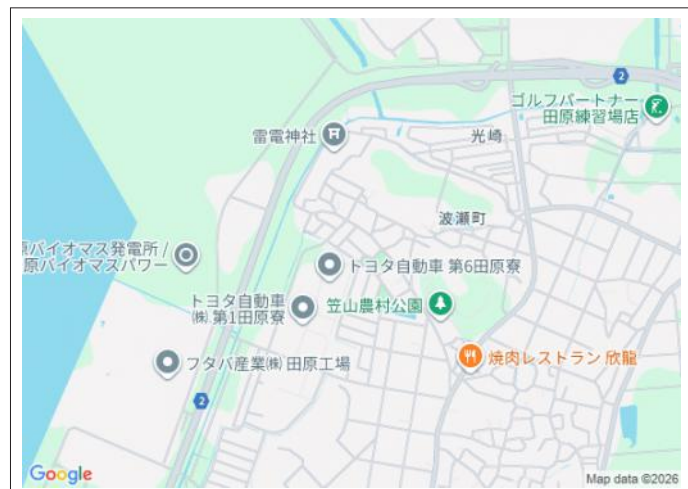 2
ゴルフパートナー
田原練習場店
雷電神社
光崎
波瀬町
原バイオマス発電所 /
原バイオマスパワー
トヨタ自動車 第6田原寮
トヨタ自動車
㈱ 第1田原寮
笠山農村公園
焼肉レストラン 欣龍
フタバ産業㈱ 田原工場
2
Google
Map data ©2026